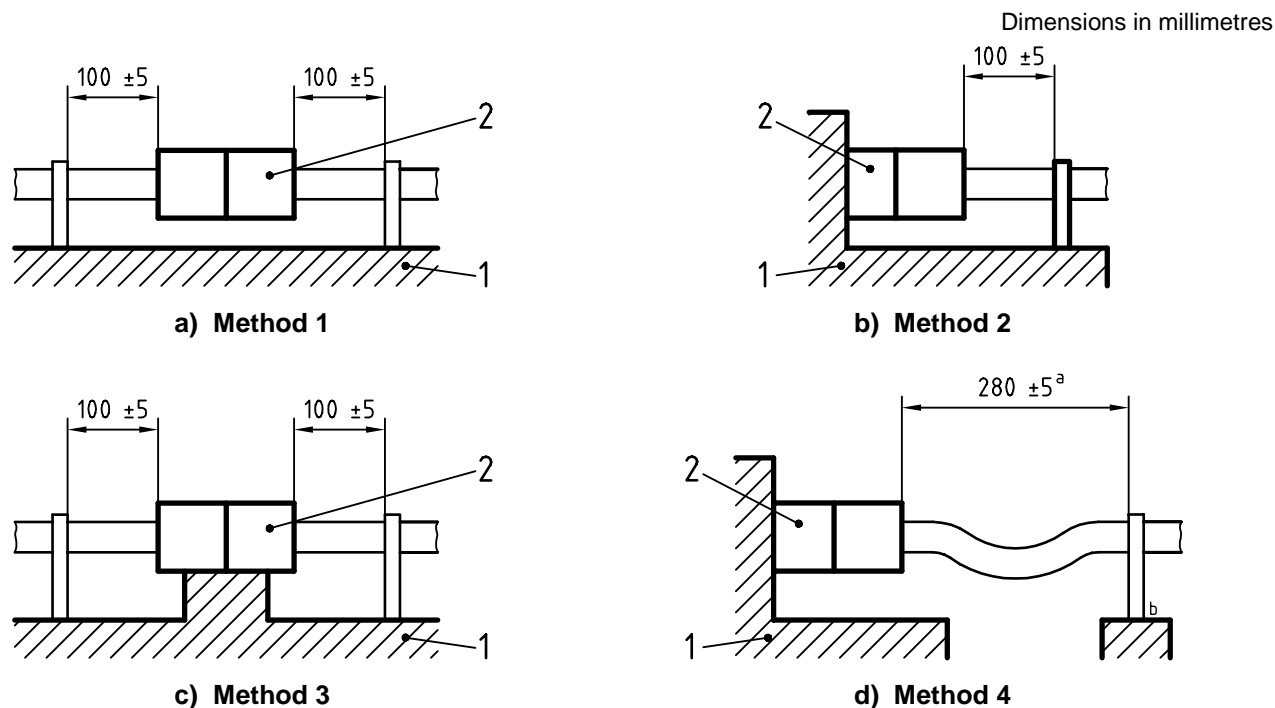 Dimensions in millimetres
100 ±5
100 ±5
2
1
a) Method 1
100 ±5
2
1
b) Method 2
100 ±5
100 ±5
2
1
c) Method 3
280 ±5ᵃ
2
b
1
d) Method 4